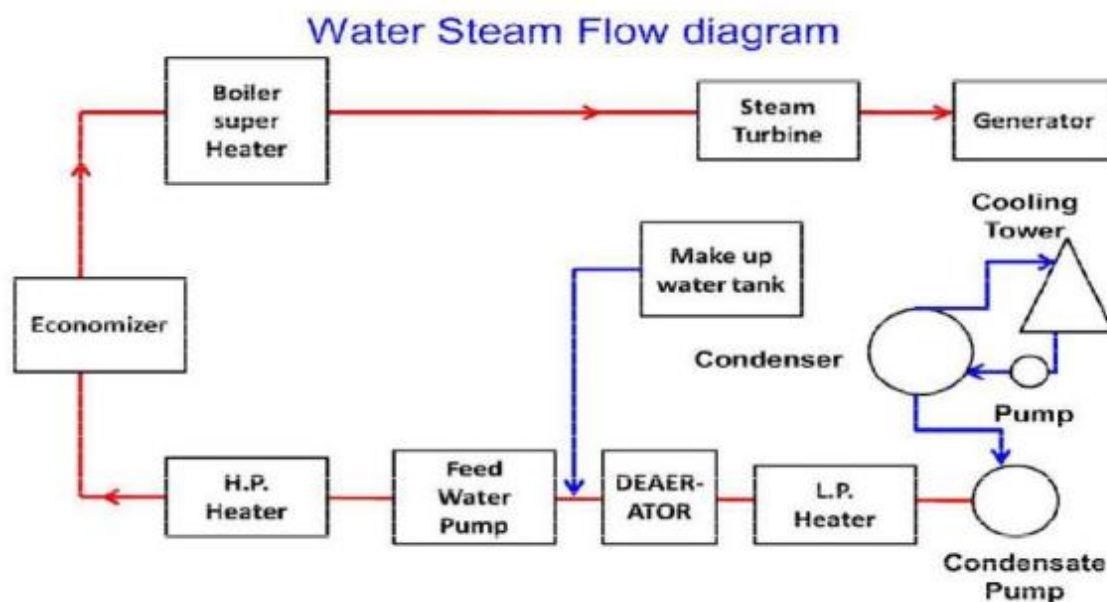 Water Steam Flow diagram
Boiler
super
Heater
Steam
Turbine
Generator
Cooling
Tower
Make up
water tank
Economizer
Condenser
Pump
H.P.
Heater
Feed
Water
Pump
DEAER-
ATOR
L.P.
Heater
Condensate
Pump